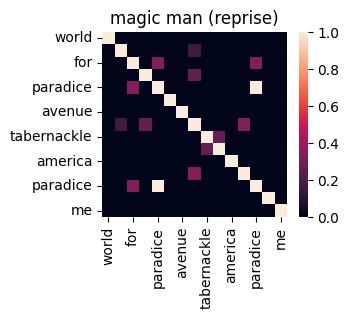 magic man (reprise)
world
for
paradice
avenue
tabernackle
america
paradice
me
1.0
0.8
0.6
0.4
0.2
0.0
world
for
paradice
avenue
tabernackle
america
paradice
me